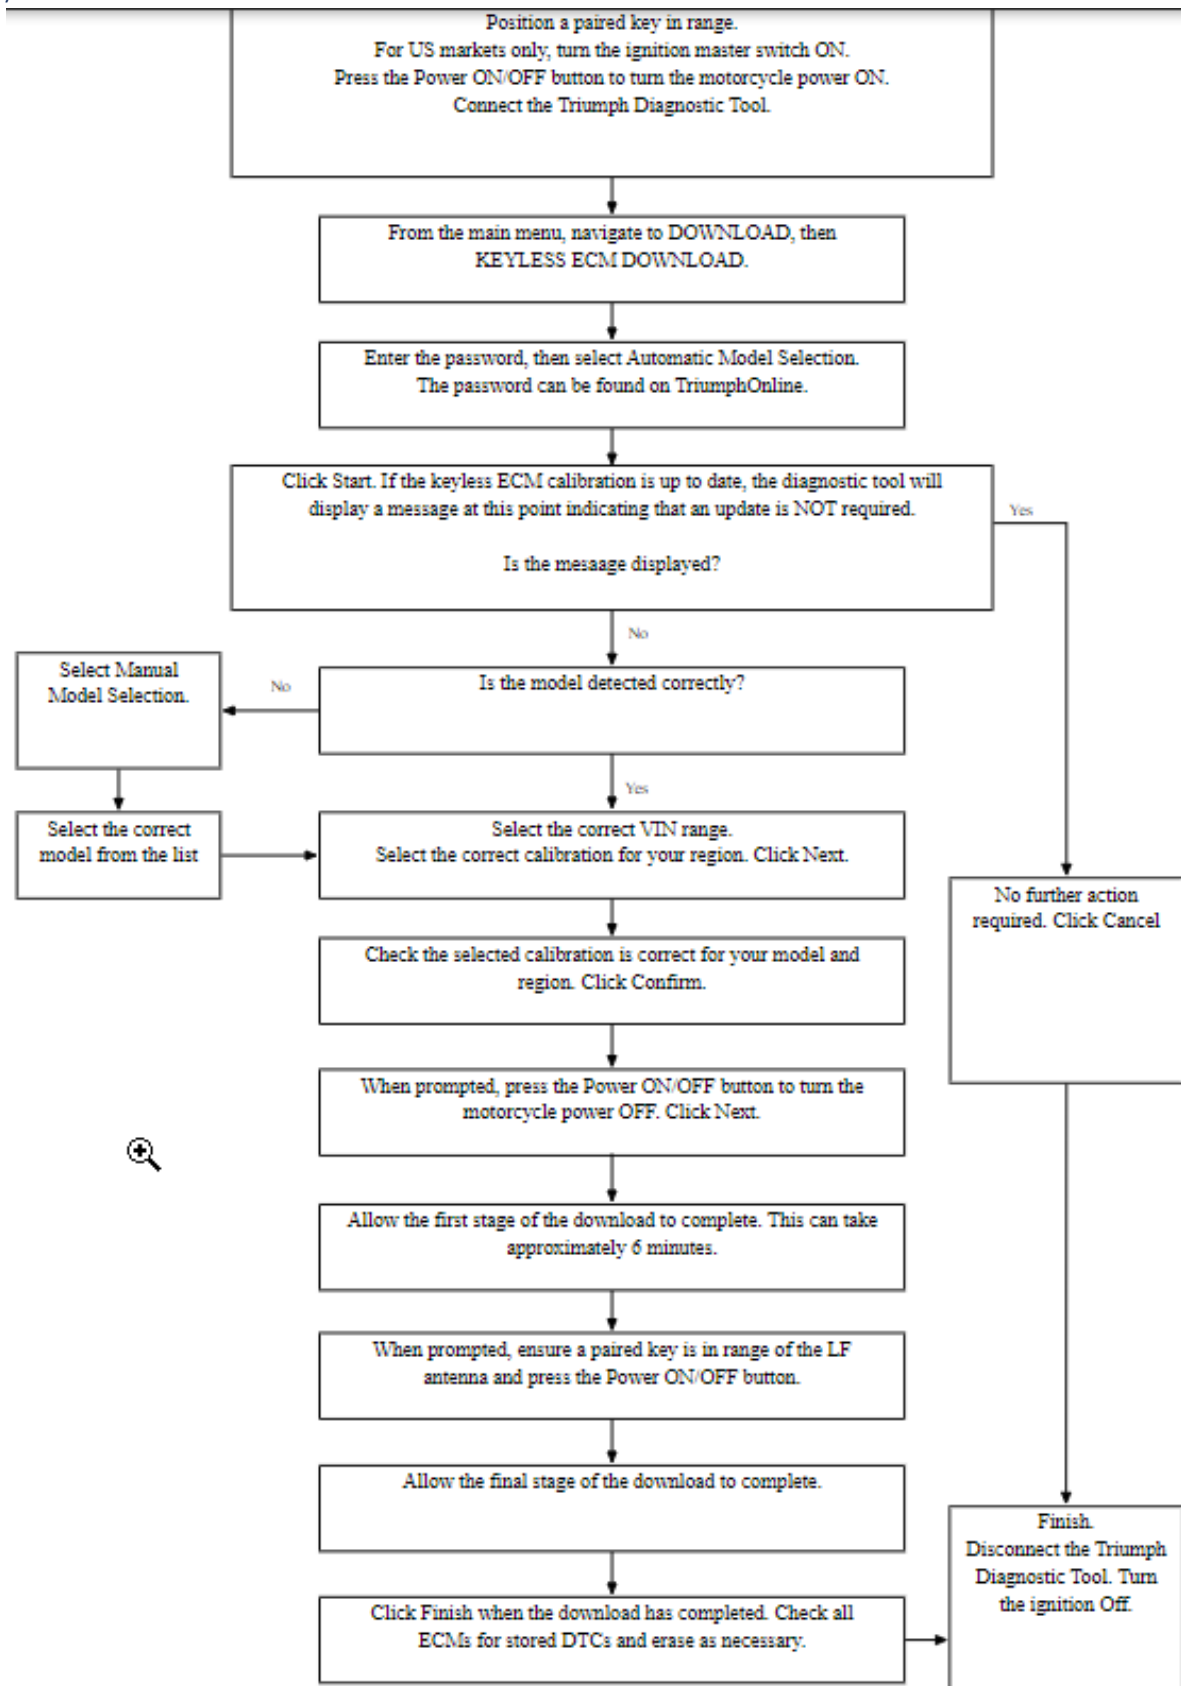 Position a paired key in range.
For US markets only, turn the ignition master switch ON.
Press the Power ON/OFF button to turn the motorcycle power ON.
Connect the Triumph Diagnostic Tool.
From the main menu, navigate to DOWNLOAD, then
KEYLESS ECM DOWNLOAD.
Enter the password, then select Automatic Model Selection.
The password can be found on TriumphOnline.
Click Start. If the keyless ECM calibration is up to date, the diagnostic tool will
display a message at this point indicating that an update is NOT required.
Is the mesaage displayed?
Yes
No
Is the model detected correctly?
No
Select Manual
Model Selection.
Select the correct
model from the list
Yes
Select the correct VIN range.
Select the correct calibration for your region. Click Next.
No further action
required. Click Cancel
Check the selected calibration is correct for your model and
region. Click Confirm.
When prompted, press the Power ON/OFF button to turn the
motorcycle power OFF. Click Next.
Allow the first stage of the download to complete. This can take
approximately 6 minutes.
When prompted, ensure a paired key is in range of the LF
antenna and press the Power ON/OFF button.
Allow the final stage of the download to complete.
Click Finish when the download has completed. Check all
ECMs for stored DTCs and erase as necessary.
Finish.
Disconnect the Triumph
Diagnostic Tool. Turn
the ignition Off.